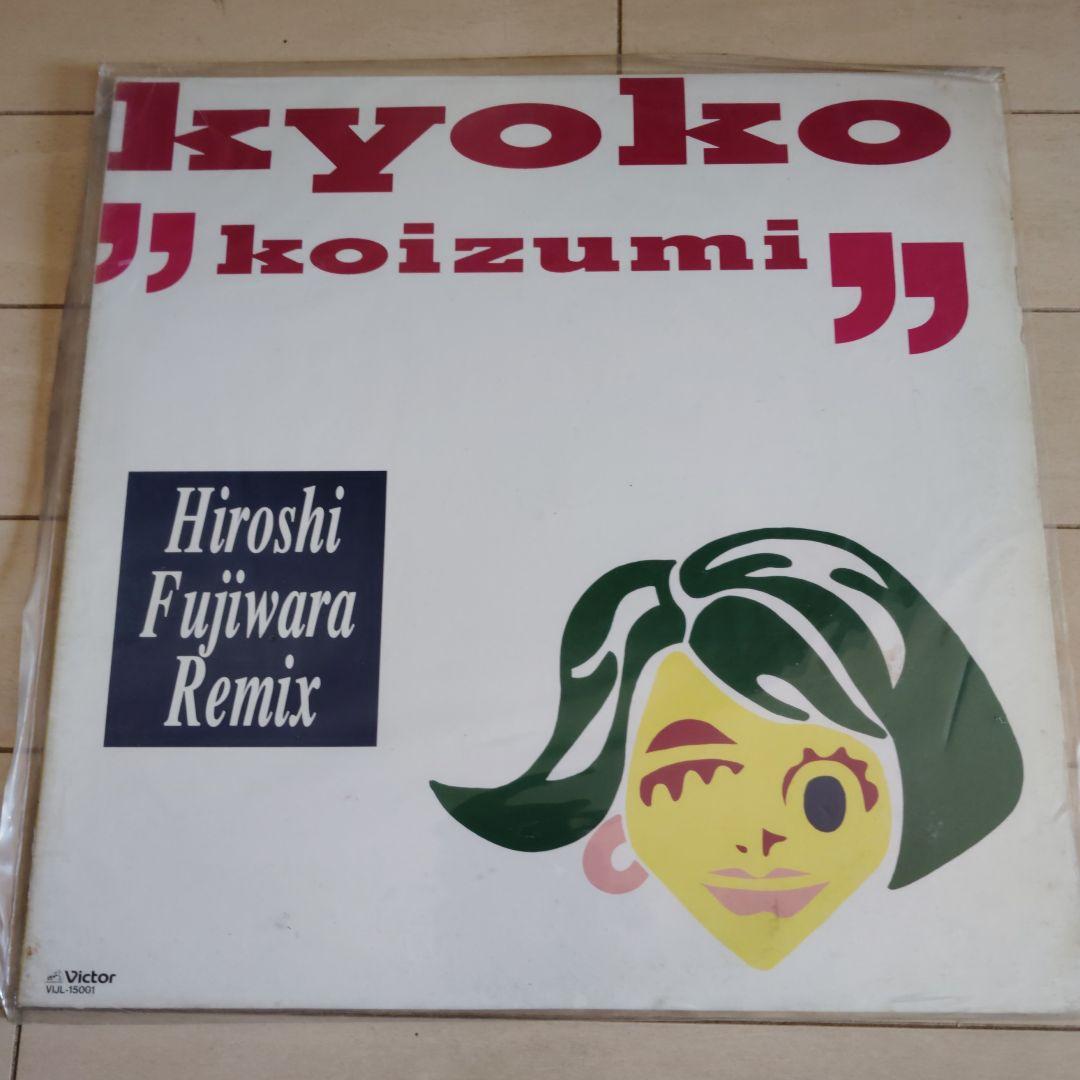 kyoko
,, koizumi ,,
Hiroshi
Fujiwara
Remix
Victor
VIJL-15001